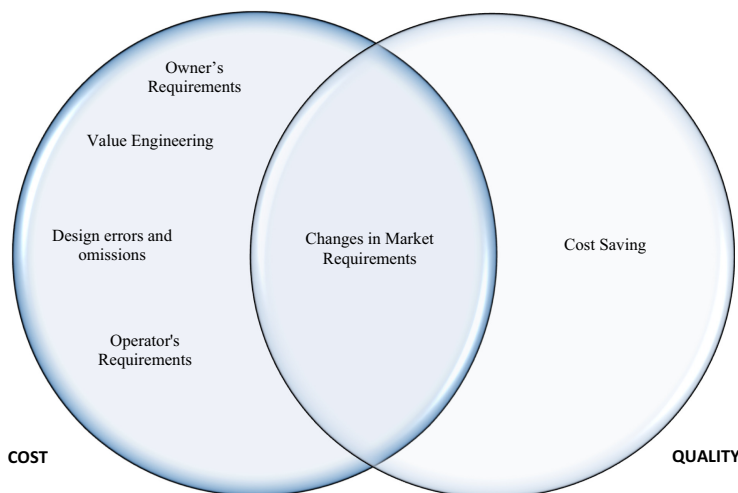 Owner’s
Requirements
Value Engineering
Design errors and
omissions
Changes in Market
Requirements
Cost Saving
Operator's
Requirements
COST
QUALITY